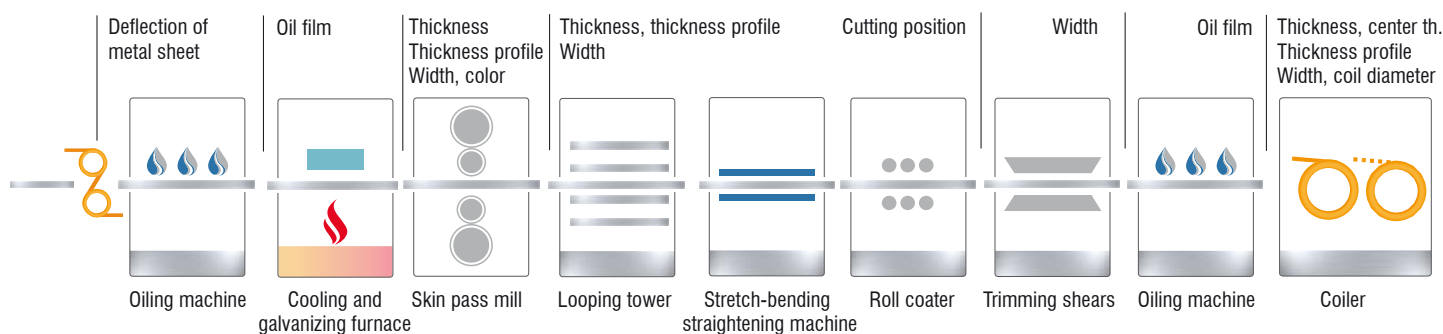 Deflection of
metal sheet
Oil film
Thickness
Thickness profile
Width, color
Thickness, thickness profile
Width
Cutting position
Width
Oil film
Thickness, center th.
Thickness profile
Width, coil diameter
Oiling machine
Cooling and
galvanizing furnace
Skin pass mill
Looping tower
Stretch-bending
straightening machine
Roll coater
Trimming shears
Oiling machine
Coiler